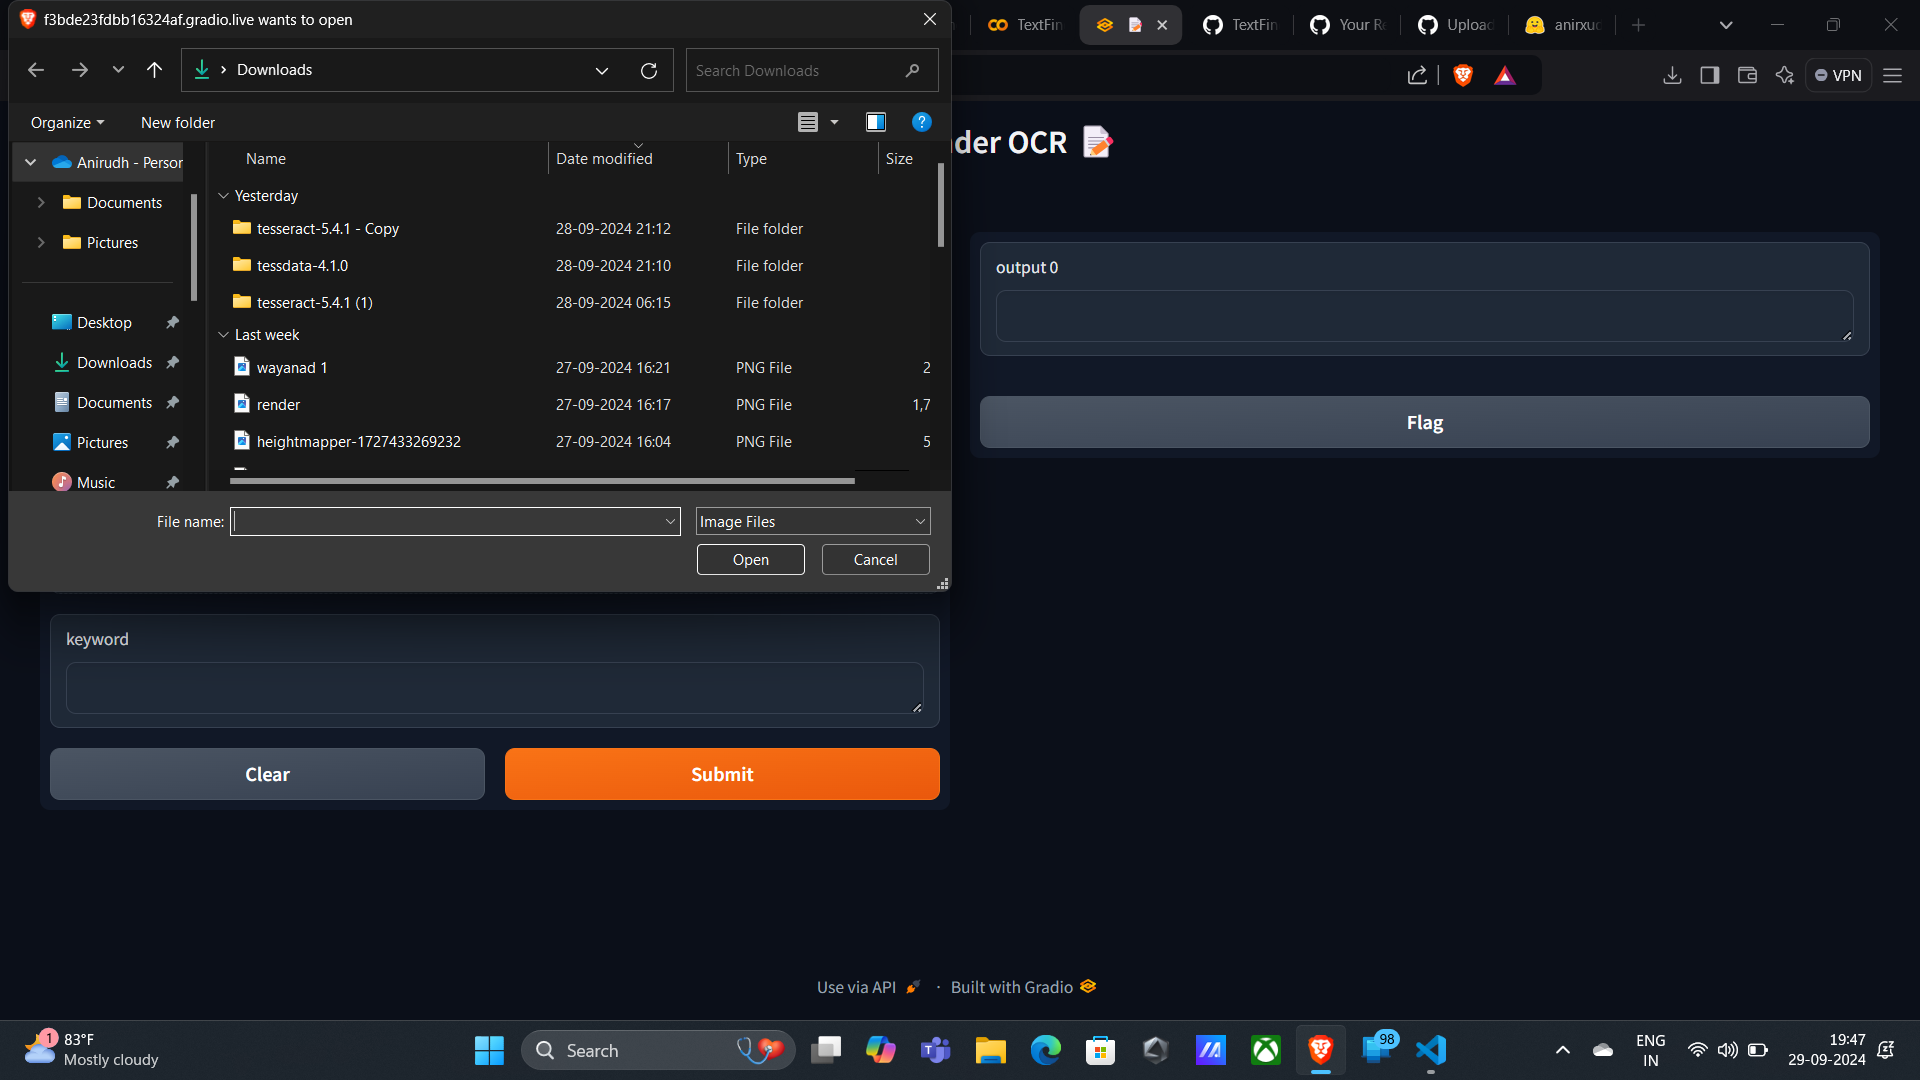 f3bde23fdbb16324af.gradio.live wants to open
TextFin
TextFin
Your Re
Upload
anirxud
Downloads
Search Downloads
VPN
Organize
New folder
nder OCR
Name
Date modified
Type
Size
Anirudh - Person
Documents
Pictures
Desktop
Downloads
Documents
Pictures
Music
Yesterday
tesseract-5.4.1 - Copy 28-09-2024 21:12 File folder
tessdata-4.1.0 28-09-2024 21:10 File folder
tesseract-5.4.1 (1) 28-09-2024 06:15 File folder
Last week
wayanad 1 27-09-2024 16:21 PNG File 2
render 27-09-2024 16:17 PNG File 1,7
heightmapper-1727433269232 27-09-2024 16:04 PNG File 5
File name:
Image Files
Open
Cancel
output 0
Flag
keyword
Clear
Submit
Use via API · Built with Gradio
1
83°F
Mostly cloudy
Search
98
ENG
IN
19:47
29-09-2024